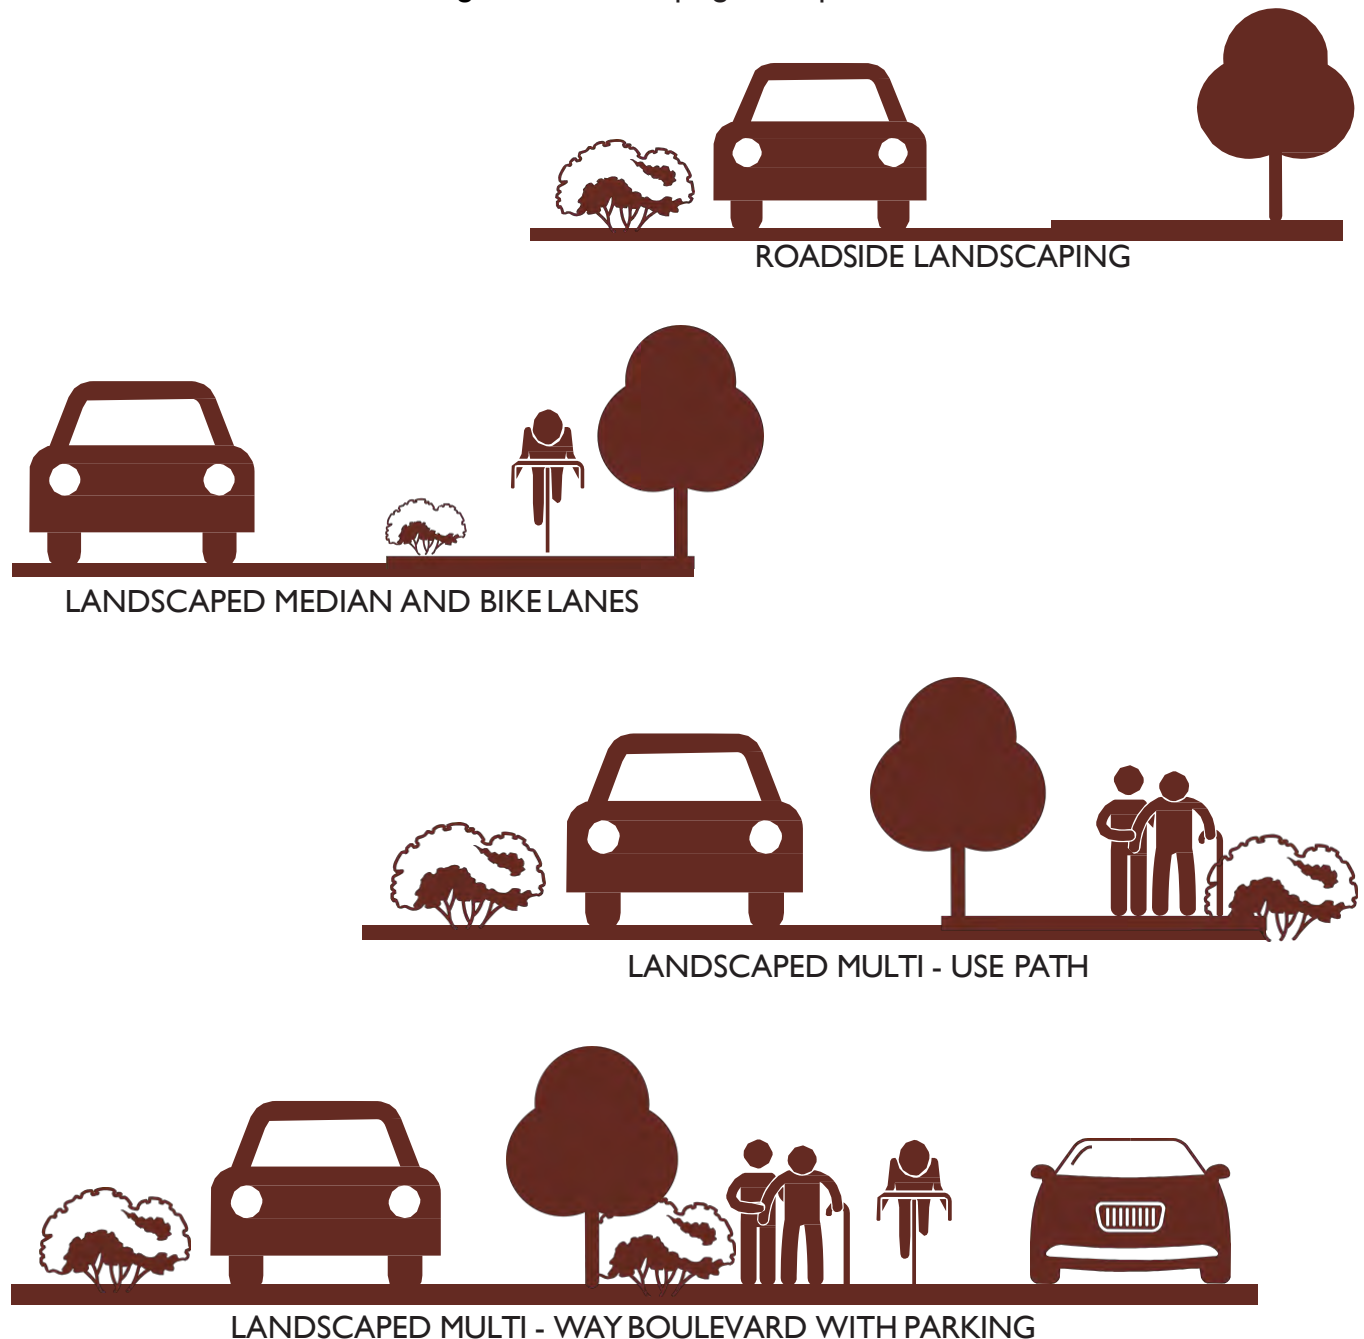 ROADSIDE LANDSCAPING
LANDSCAPED MEDIAN AND BIKE LANES
LANDSCAPED MULTI - USE PATH
LANDSCAPED MULTI - WAY BOULEVARD WITH PARKING